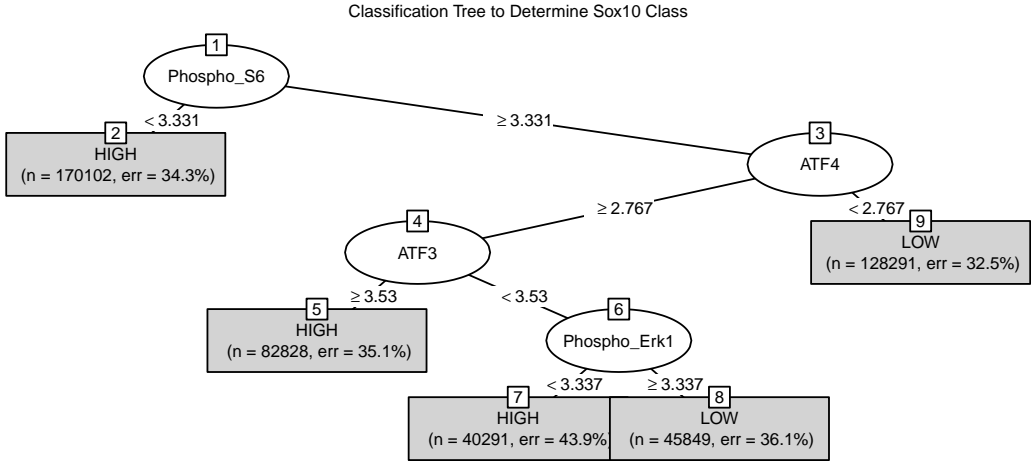 Classification Tree to Determine Sox10 Class
1
Phospho_S6
< 3.331
≥ 3.331
2
HIGH
(n = 170102, err = 34.3%)
3
ATF4
≥ 2.767
< 2.767
4
ATF3
9
LOW
(n = 128291, err = 32.5%)
≥ 3.53
< 3.53
5
HIGH
(n = 82828, err = 35.1%)
6
Phospho_Erk1
< 3.337
≥ 3.337
7
HIGH
(n = 40291, err = 43.9%)
8
LOW
(n = 45849, err = 36.1%)